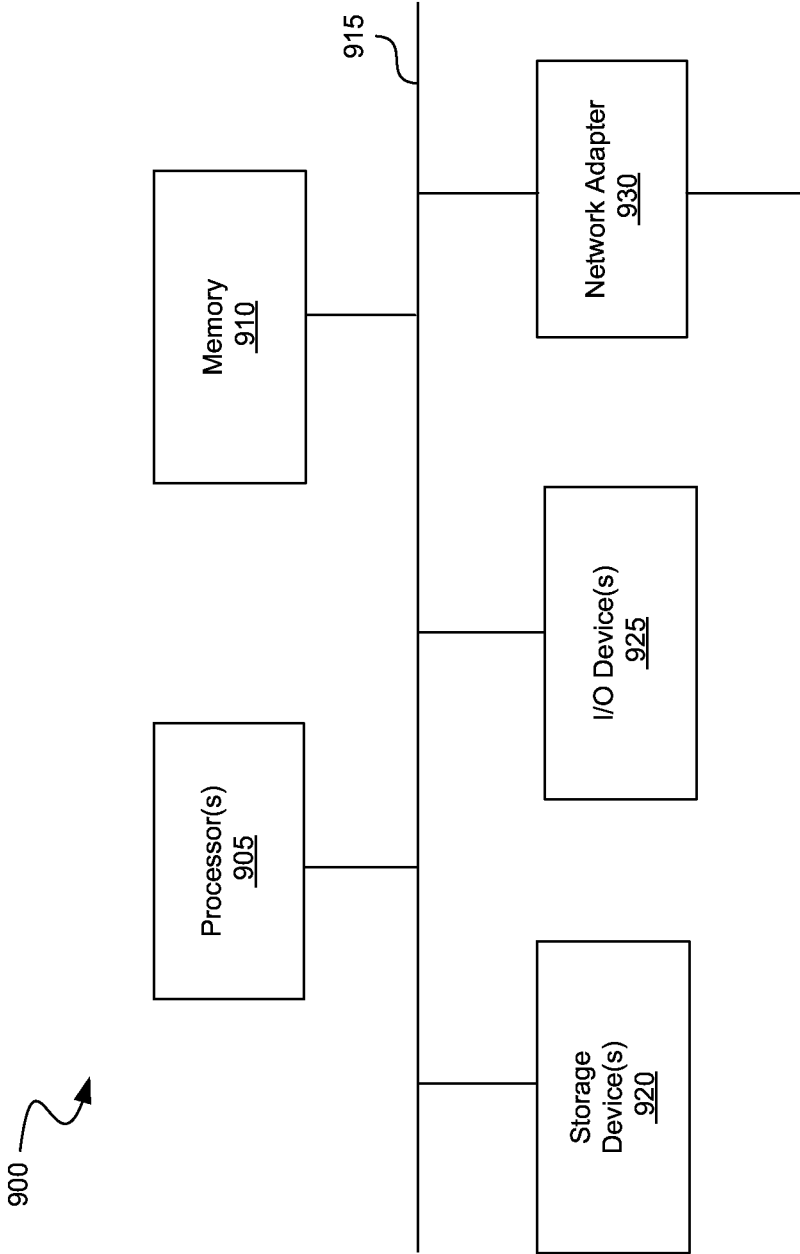 900
Processor(s)
905
Memory
910
915
Storage
Device(s)
920
I/O Device(s)
925
Network Adapter
930